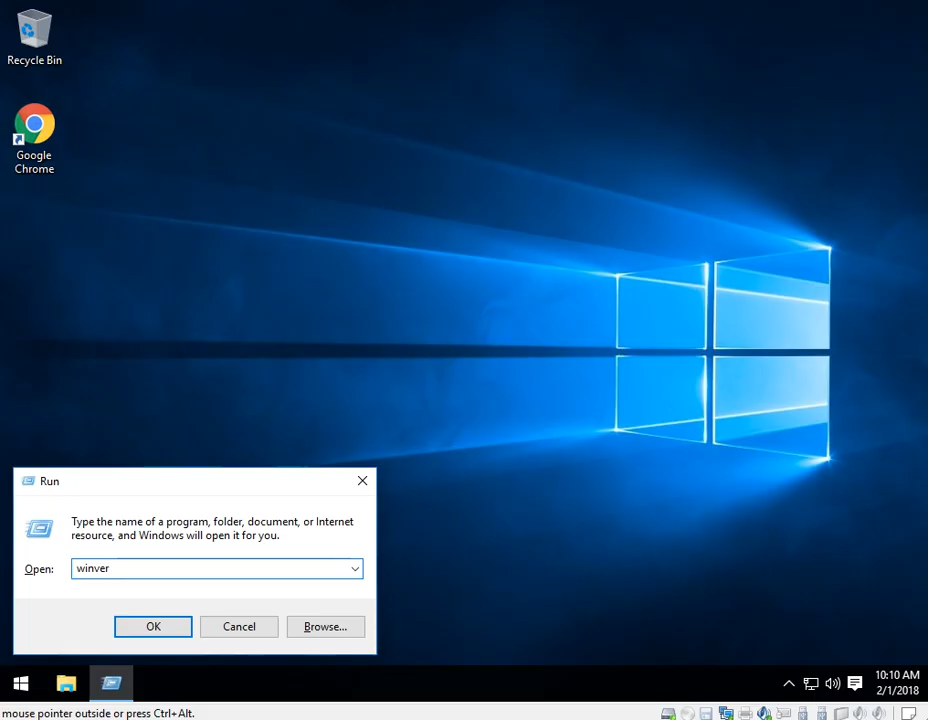 Recycle Bin
Google
Chrome
Run
Type the name of a program, folder, document, or Internet
resource, and Windows will open it for you.
Open:
winver
OK
Cancel
Browse...
10:10 AM
2/1/2018
mouse pointer outside or press Ctrl+Alt.